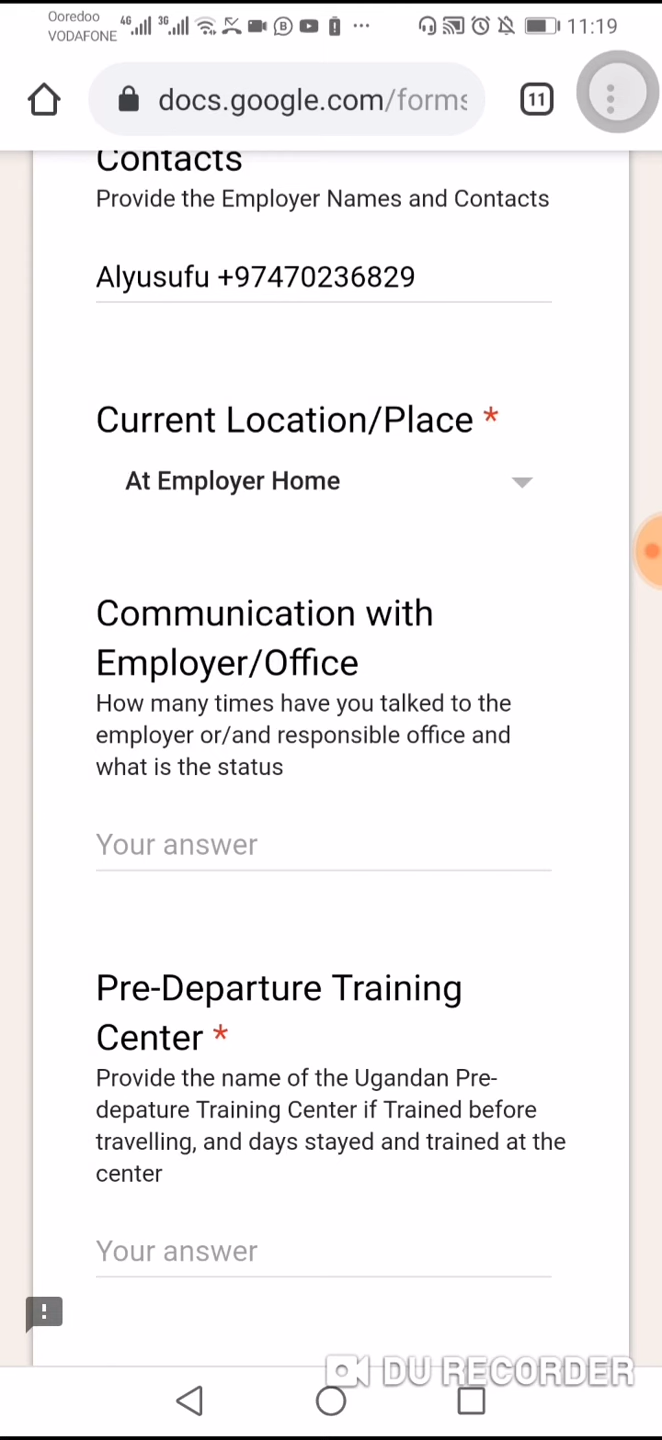 Ooredoo
VODAFONE
4G
3G
11:19
docs.google.com/forms
11
Contacts
Provide the Employer Names and Contacts
Alyusufu +97470236829
Current Location/Place *
At Employer Home
Communication with
Employer/Office
How many times have you talked to the
employer or/and responsible office and
what is the status
Your answer
Pre-Departure Training
Center *
Provide the name of the Ugandan Pre-
depature Training Center if Trained before
travelling, and days stayed and trained at the
center
Your answer
DU RECORDER